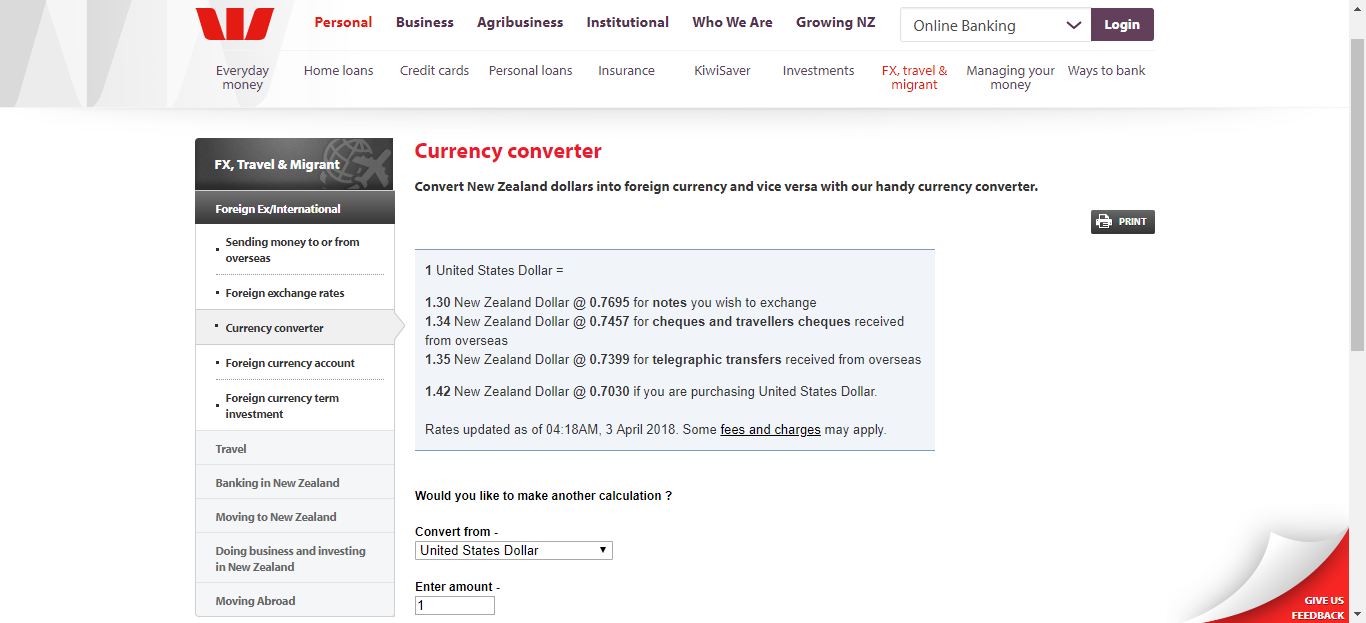 Personal Business Agribusiness Institutional Who We Are Growing NZ Online Banking Login
Everyday money Home loans Credit cards Personal loans Insurance KiwiSaver Investments FX, travel & migrant Managing your money Ways to bank
FX, Travel & Migrant
Foreign Ex/International
Sending money to or from
overseas
Foreign exchange rates
Currency converter
Foreign currency account
Foreign currency term
investment
Travel
Banking in New Zealand
Moving to New Zealand
Doing business and investing
in New Zealand
Moving Abroad
Currency converter
Convert New Zealand dollars into foreign currency and vice versa with our handy currency converter.
PRINT
1 United States Dollar =
1.30 New Zealand Dollar @ 0.7695 for notes you wish to exchange
1.34 New Zealand Dollar @ 0.7457 for cheques and travellers cheques received
from overseas
1.35 New Zealand Dollar @ 0.7399 for telegraphic transfers received from overseas
1.42 New Zealand Dollar @ 0.7030 if you are purchasing United States Dollar.
Rates updated as of 04:18AM, 3 April 2018. Some fees and charges may apply.
Would you like to make another calculation ?
Convert from -
United States Dollar
Enter amount -
1
GIVE US
FEEDBACK